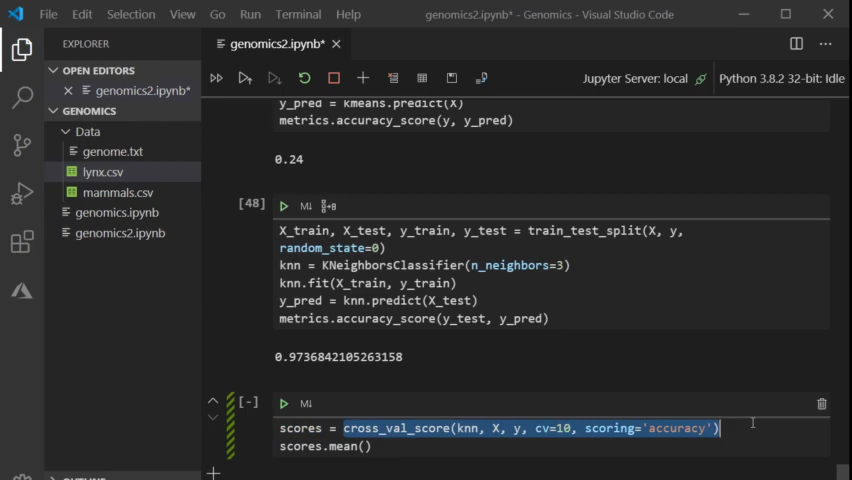 File Edit Selection View Go Run Terminal Help genomics2.ipynb* - Genomics - Visual Studio Code
EXPLORER
genomics2.ipynb*
OPEN EDITORS
genomics2.ipynb*
GENOMICS
Data
genome.txt
lynx.csv
mammals.csv
genomics.ipynb
genomics2.ipynb
Jupyter Server: local Python 3.8.2 32-bit: Idle
y_pred = kmeans.predict(X)
metrics.accuracy_score(y, y_pred)
0.24
[48]
M↓
X_train, X_test, y_train, y_test = train_test_split(X, y,
random_state=0)
knn = KNeighborsClassifier(n_neighbors=3)
knn.fit(X_train, y_train)
y_pred = knn.predict(X_test)
metrics.accuracy_score(y_test, y_pred)
0.9736842105263158
[-]
M↓
scores = cross_val_score(knn, X, y, cv=10, scoring='accuracy')
scores.mean()